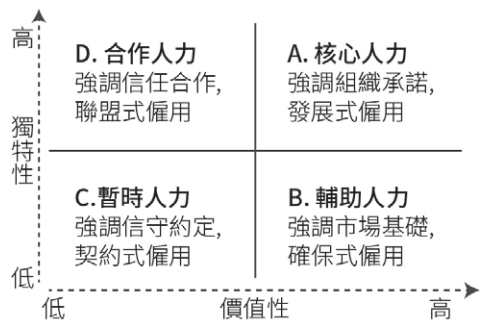 高
D. 合作人力
強調信任合作,
聯盟式僱用
A. 核心人力
強調組織承諾,
發展式僱用
獨特性
C.暫時人力
強調信守約定,
契約式僱用
B. 輔助人力
強調市場基礎,
確保式僱用
低
低
價值性
高